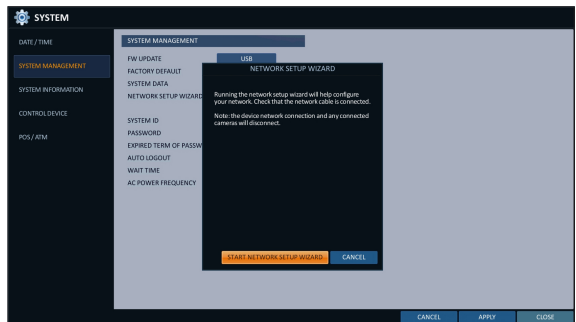 SYSTEM
DATE / TIME
SYSTEM MANAGEMENT
SYSTEM INFORMATION
CONTROL DEVICE
POS / ATM
SYSTEM MANAGEMENT
FW UPDATE
USB
FACTORY DEFAULT
SYSTEM DATA
NETWORK SETUP WIZARD
SYSTEM ID
PASSWORD
EXPIRED TERM OF PASSW
AUTO LOGOUT
WAIT TIME
AC POWER FREQUENCY
NETWORK SETUP WIZARD
Running the network setup wizard will help configure
your network. Check that the network cable is connected.
Note: the device network connection and any connected
cameras will disconnect.
START NETWORK SETUP WIZARD
CANCEL
CANCEL
APPLY
CLOSE